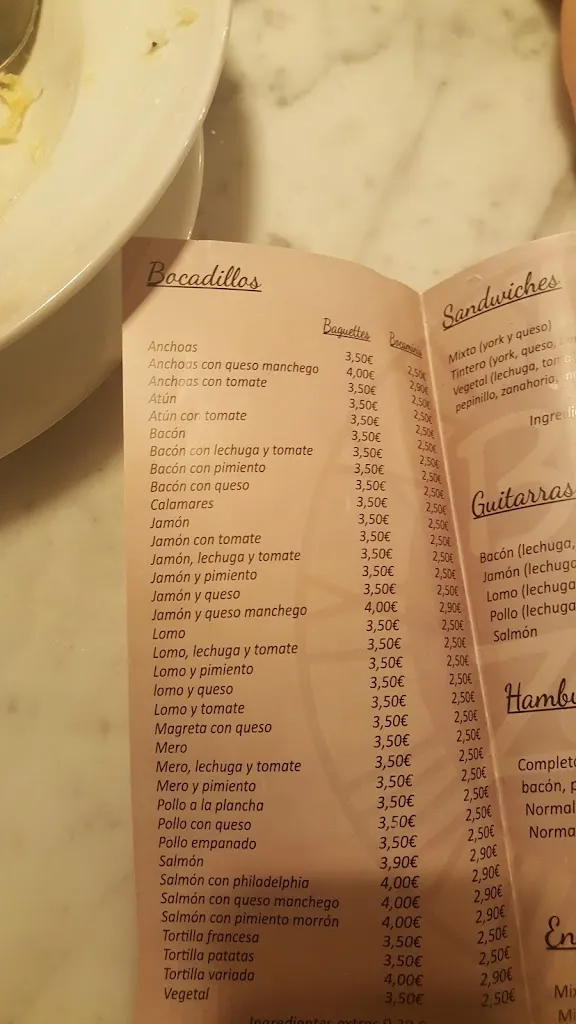 Bocadillos
Baguettes
Anchoas 3,50€ 2,50€
Anchoas con queso manchego 4,00€ 2,90€
Anchoas con tomate 3,50€ 2,50€
Atún 3,50€ 2,50€
Atún con tomate 3,50€ 2,50€
Bacón 3,50€ 2,50€
Bacón con lechuga y tomate 3,50€ 2,50€
Bacón con pimiento 3,50€ 2,50€
Bacón con queso 3,50€ 2,50€
Calamares 3,50€ 2,50€
Jamón 3,50€ 2,50€
Jamón con tomate 3,50€ 2,50€
Jamón, lechuga y tomate 3,50€ 2,50€
Jamón y pimiento 3,50€ 2,50€
Jamón y queso 3,50€ 2,50€
Jamón y queso manchego 4,00€ 2,90€
Lomo 3,50€ 2,50€
Lomo, lechuga y tomate 3,50€ 2,50€
Lomo y pimiento 3,50€ 2,50€
lomo y queso 3,50€ 2,50€
Lomo y tomate 3,50€ 2,50€
Magreta con queso 3,50€ 2,50€
Mero 3,50€ 2,50€
Mero, lechuga y tomate 3,50€ 2,50€
Mero y pimiento 3,50€ 2,50€
Pollo a la plancha 3,50€ 2,50€
Pollo con queso 3,50€ 2,50€
Pollo empanado 3,50€ 2,50€
Salmón 3,90€ 2,90€
Salmón con philadelphia 4,00€ 2,90€
Salmón con queso manchego 4,00€ 2,90€
Salmón con pimiento morrón 4,00€ 2,90€
Tortilla francesa 3,50€ 2,50€
Tortilla patatas 3,50€ 2,50€
Tortilla variada 4,00€ 2,90€
Vegetal 3,50€ 2,50€
Ingredientes extras
Sandwiches
Mixto (york y queso)
Tintero (york, queso,
Vegetal (lechuga,
pepinillo, zanahoria,
Guitarras
Bacón (lechuga,
Jamón (lechuga
Lomo (lechuga
Pollo (lechuga
Salmón
bacón,
Normal